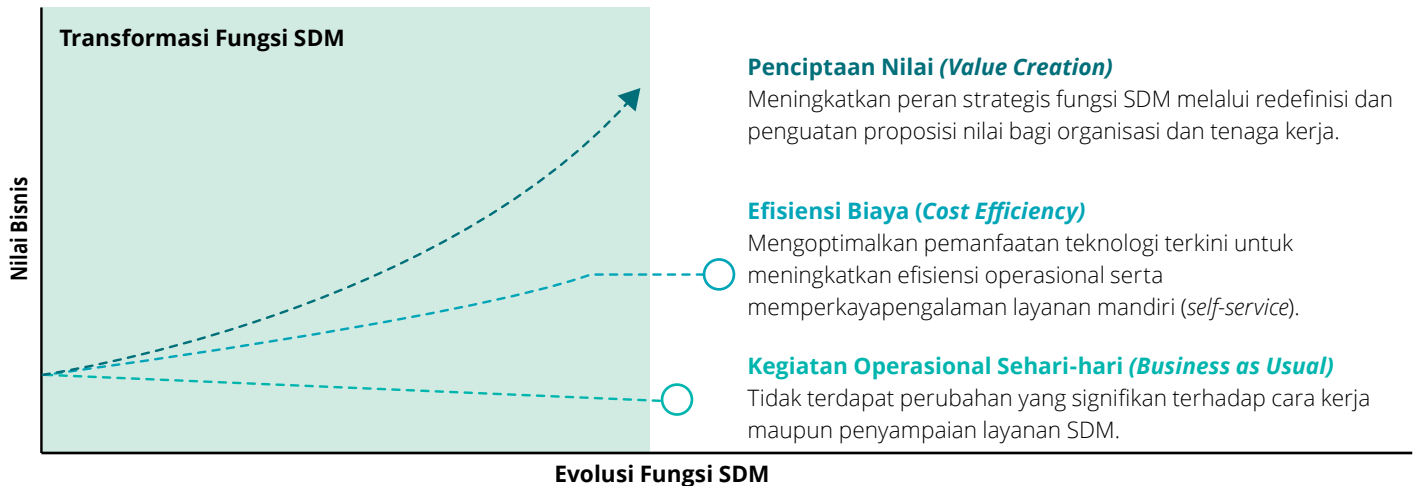 Transformasi Fungsi SDM
Nilai Bisnis
Penciptaan Nilai (Value Creation)
Meningkatkan peran strategis fungsi SDM melalui redefinisi dan
penguatan proposisi nilai bagi organisasi dan tenaga kerja.
Efisiensi Biaya (Cost Efficiency)
Mengoptimalkan pemanfaatan teknologi terkini untuk
meningkatkan efisiensi operasional serta
memperkayapengalaman layanan mandiri (self-service).
Kegiatan Operasional Sehari-hari (Business as Usual)
Tidak terdapat perubahan yang signifikan terhadap cara kerja
maupun penyampaian layanan SDM.
Evolusi Fungsi SDM